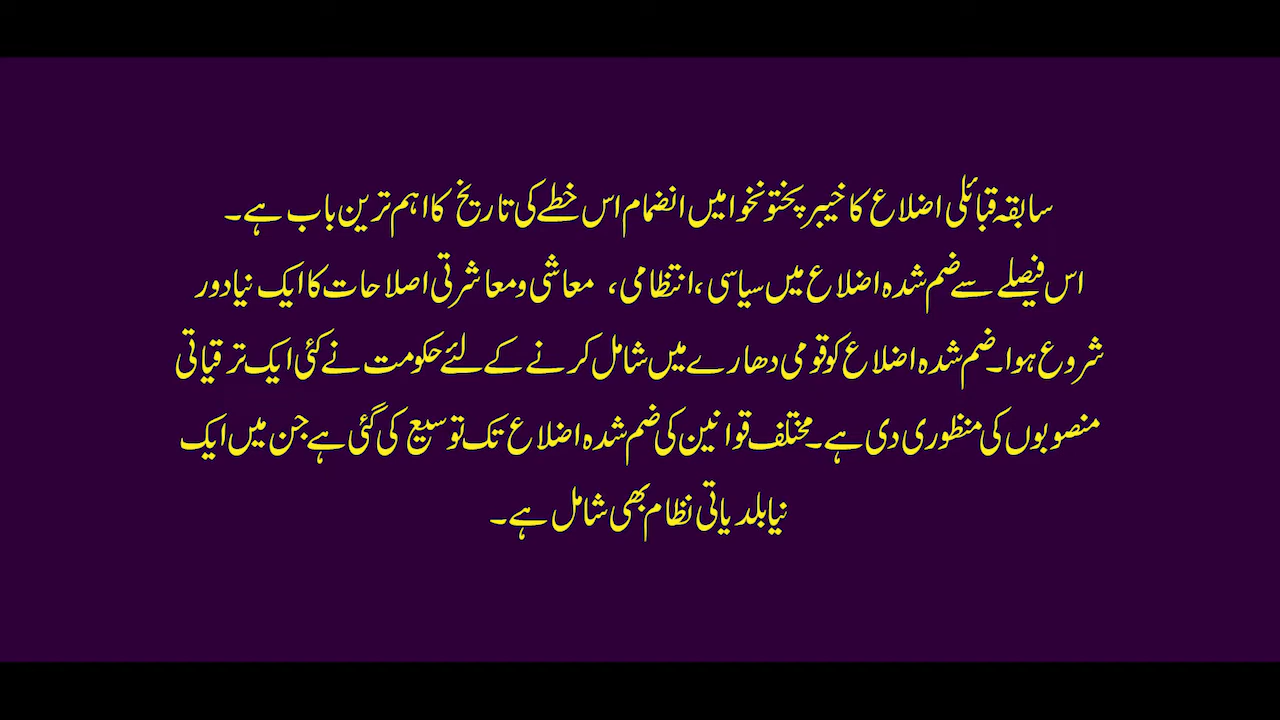 سابقہ قبائلی اضلاع کا خیبر پختونخوا میں انضمام اس خطے کی تاریخ کا اہم ترین باب ہے۔
اس فیصلے سے ضم شدہ اضلاع میں سیاسی، انتظامی، معاشی و معاشرتی اصلاحات کا ایک نیا دور
شروع ہوا۔ ضم شدہ اضلاع کو قومی دھارے میں شامل کرنے کے لئے حکومت نے کئی ایک ترقیاتی
منصوبوں کی منظوری دی ہے۔ مختلف قوانین کی ضم شدہ اضلاع تک توسیع کی گئی ہے جن میں ایک
نیا بلدیاتی نظام بھی شامل ہے۔